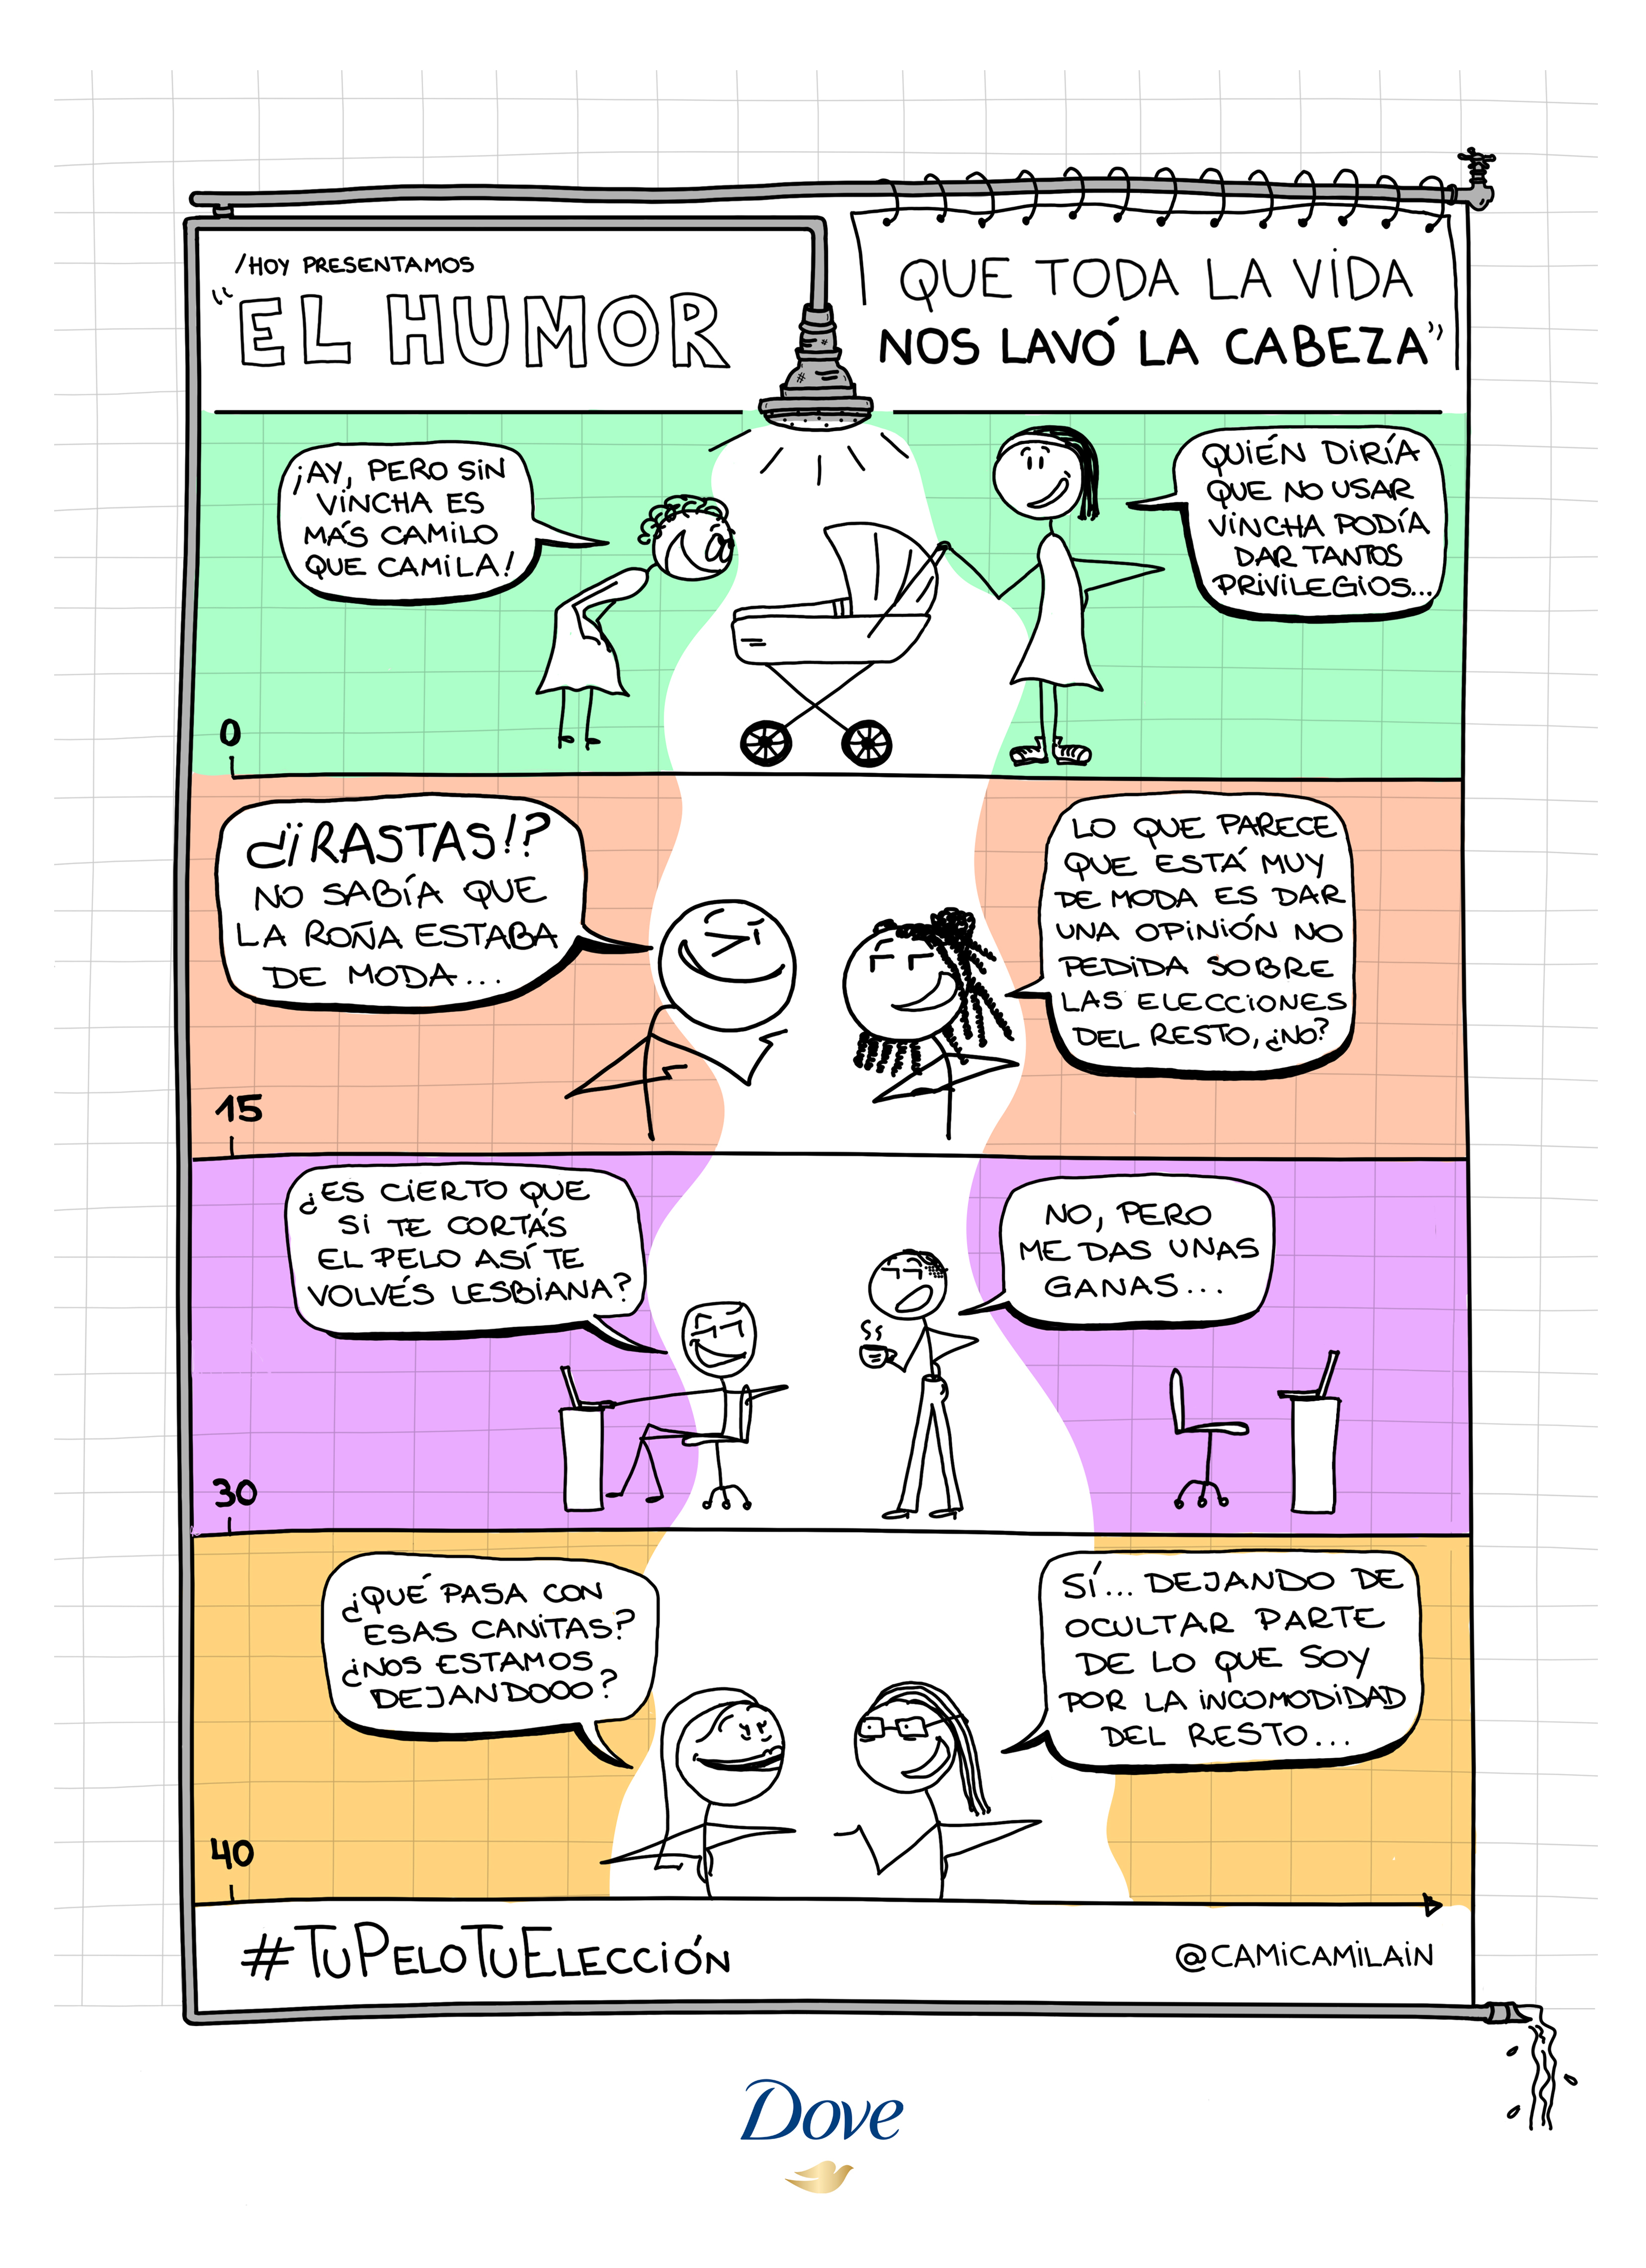 /HOY PRESENTAMOS
"EL HUMOR
QUE TODA LA VIDA
NOS LAVÓ LA CABEZA"
¡AY, PERO SIN
VINCHA ES
MÁS CAMILO
QUE CAMILA!
QUIÉN DIRÍA
QUE NO USAR
VINCHA PODÍA
DAR TANTOS
PRIVILEGIOS...
0
¿¡RASTAS!?
NO SABÍA QUE
LA ROÑA ESTABA
DE MODA...
LO QUE PARECE
QUE ESTÁ MUY
DE MODA ES DAR
UNA OPINIÓN NO
PEDIDA SOBRE
LAS ELECCIONES
DEL RESTO, ¿NO?
15
¿ES CIERTO QUE
SI TE CORTÁS
EL PELO ASÍ TE
VOLVÉS LESBIANA?
NO, PERO
ME DAS UNAS
GANAS...
30
¿QUÉ PASA CON
ESAS CANITAS?
¿NOS ESTAMOS
DEJANDOOO?
SÍ... DEJANDO DE
OCULTAR PARTE
DE LO QUE SOY
POR LA INCOMODIDAD
DEL RESTO...
40
#TUPELOTUELECCIÓN
@CAMICAMILAIN
Dove